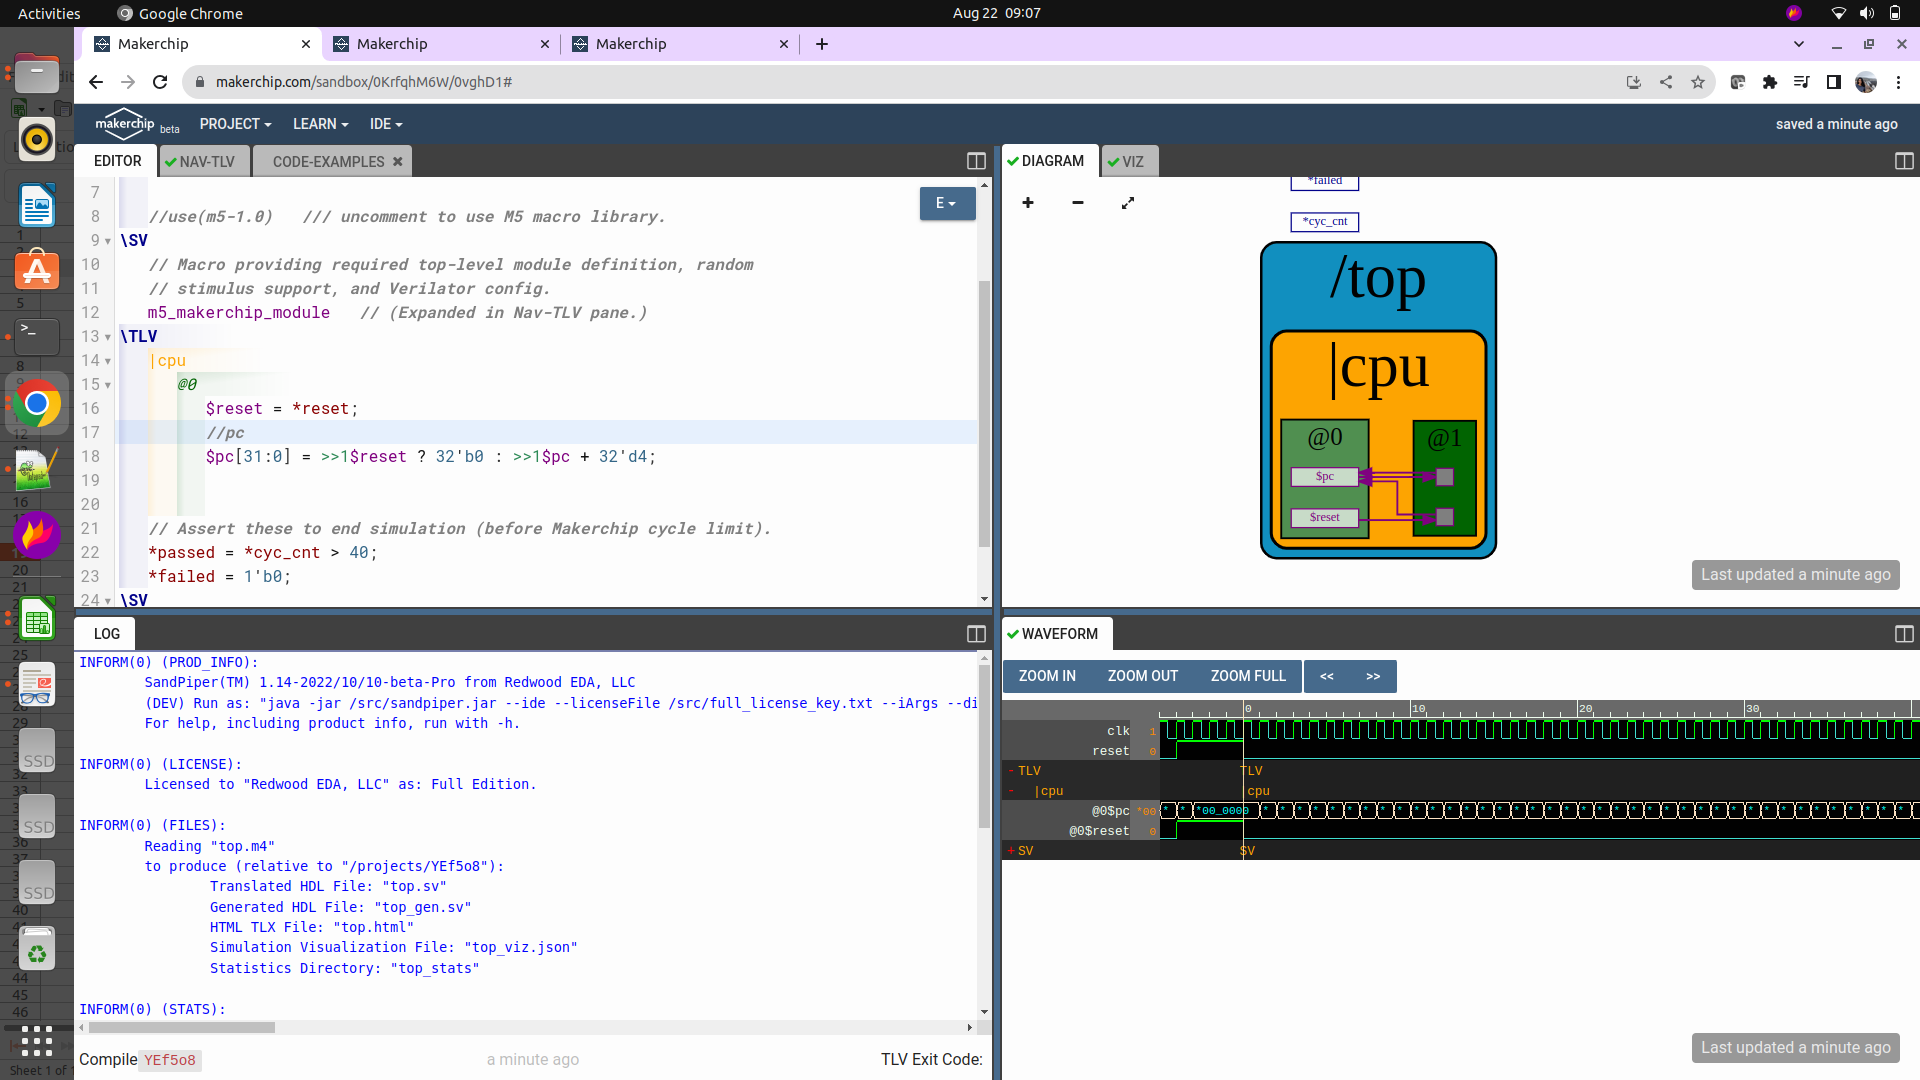 Activities
Google Chrome
Aug 22 09:07
Makerchip
Makerchip
Makerchip
makerchip.com/sandbox/0KrfqhM6W/0vghD1#
makerchip beta
PROJECT
LEARN
IDE
saved a minute ago
EDITOR
NAV-TLV
CODE-EXAMPLES
E
7
8 //use(m5-1.0) /// uncomment to use M5 macro library.
9 \SV
10 // Macro providing required top-level module definition, random
11 // stimulus support, and Verilator config.
12 m5_makerchip_module // (Expanded in Nav-TLV pane.)
13 \TLV
14 |cpu
15 @0
16 $reset = *reset;
17 //pc
18 $pc[31:0] = >>1$reset ? 32'b0 : >>1$pc + 32'd4;
19
20
21 // Assert these to end simulation (before Makerchip cycle limit).
22 *passed = *cyc_cnt > 40;
23 *failed = 1'b0;
24 \SV
DIAGRAM
VIZ
*failed
*cyc_cnt
/top
|cpu
@0
@1
$pc
$reset
Last updated a minute ago
LOG
INFORM(0) (PROD_INFO):
SandPiper(TM) 1.14-2022/10/10-beta-Pro from Redwood EDA, LLC
(DEV) Run as: "java -jar /src/sandpiper.jar --ide --licenseFile /src/full_license_key.txt --iArgs --di
For help, including product info, run with -h.
INFORM(0) (LICENSE):
Licensed to "Redwood EDA, LLC" as: Full Edition.
INFORM(0) (FILES):
Reading "top.m4"
to produce (relative to "/projects/YEf5o8"):
Translated HDL File: "top.sv"
Generated HDL File: "top_gen.sv"
HTML TLX File: "top.html"
Simulation Visualization File: "top_viz.json"
Statistics Directory: "top_stats"
INFORM(0) (STATS):
Compile YEf5o8
a minute ago
TLV Exit Code:
WAVEFORM
ZOOM IN
ZOOM OUT
ZOOM FULL
<<
>>
0
10
20
30
clk 1
reset 0
- TLV
TLV
- |cpu
cpu
@0$pc *00
*00_0000
@0$reset 0
+ SV
SV
Last updated a minute ago
SSD
SSD
SSD
SSD
Sheet 1 of 1